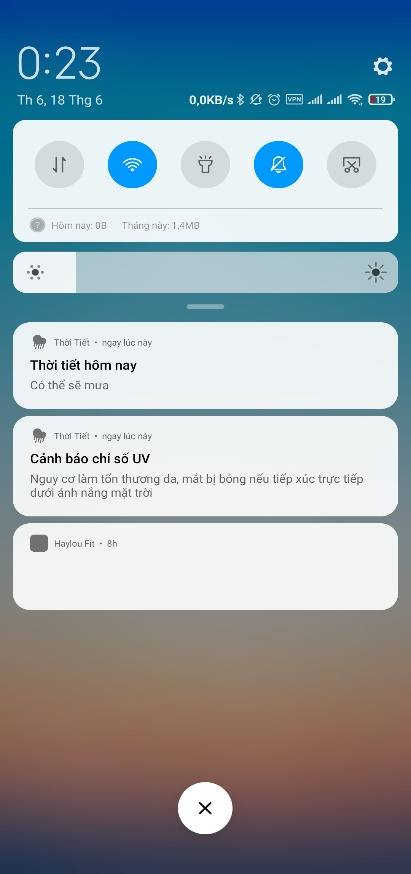 0:23
Th 6, 18 Thg 6
0,0KB/s VPN 19
Hôm nay: 0B Tháng này: 1,4MB
Thời Tiết • ngay lúc này
Thời tiết hôm nay
Có thể sẽ mưa
Thời Tiết • ngay lúc này
Cảnh báo chỉ số UV
Nguy cơ làm tổn thương da, mắt bị bỏng nếu tiếp xúc trực tiếp
dưới ánh nắng mặt trời
Haylou Fit • 8h